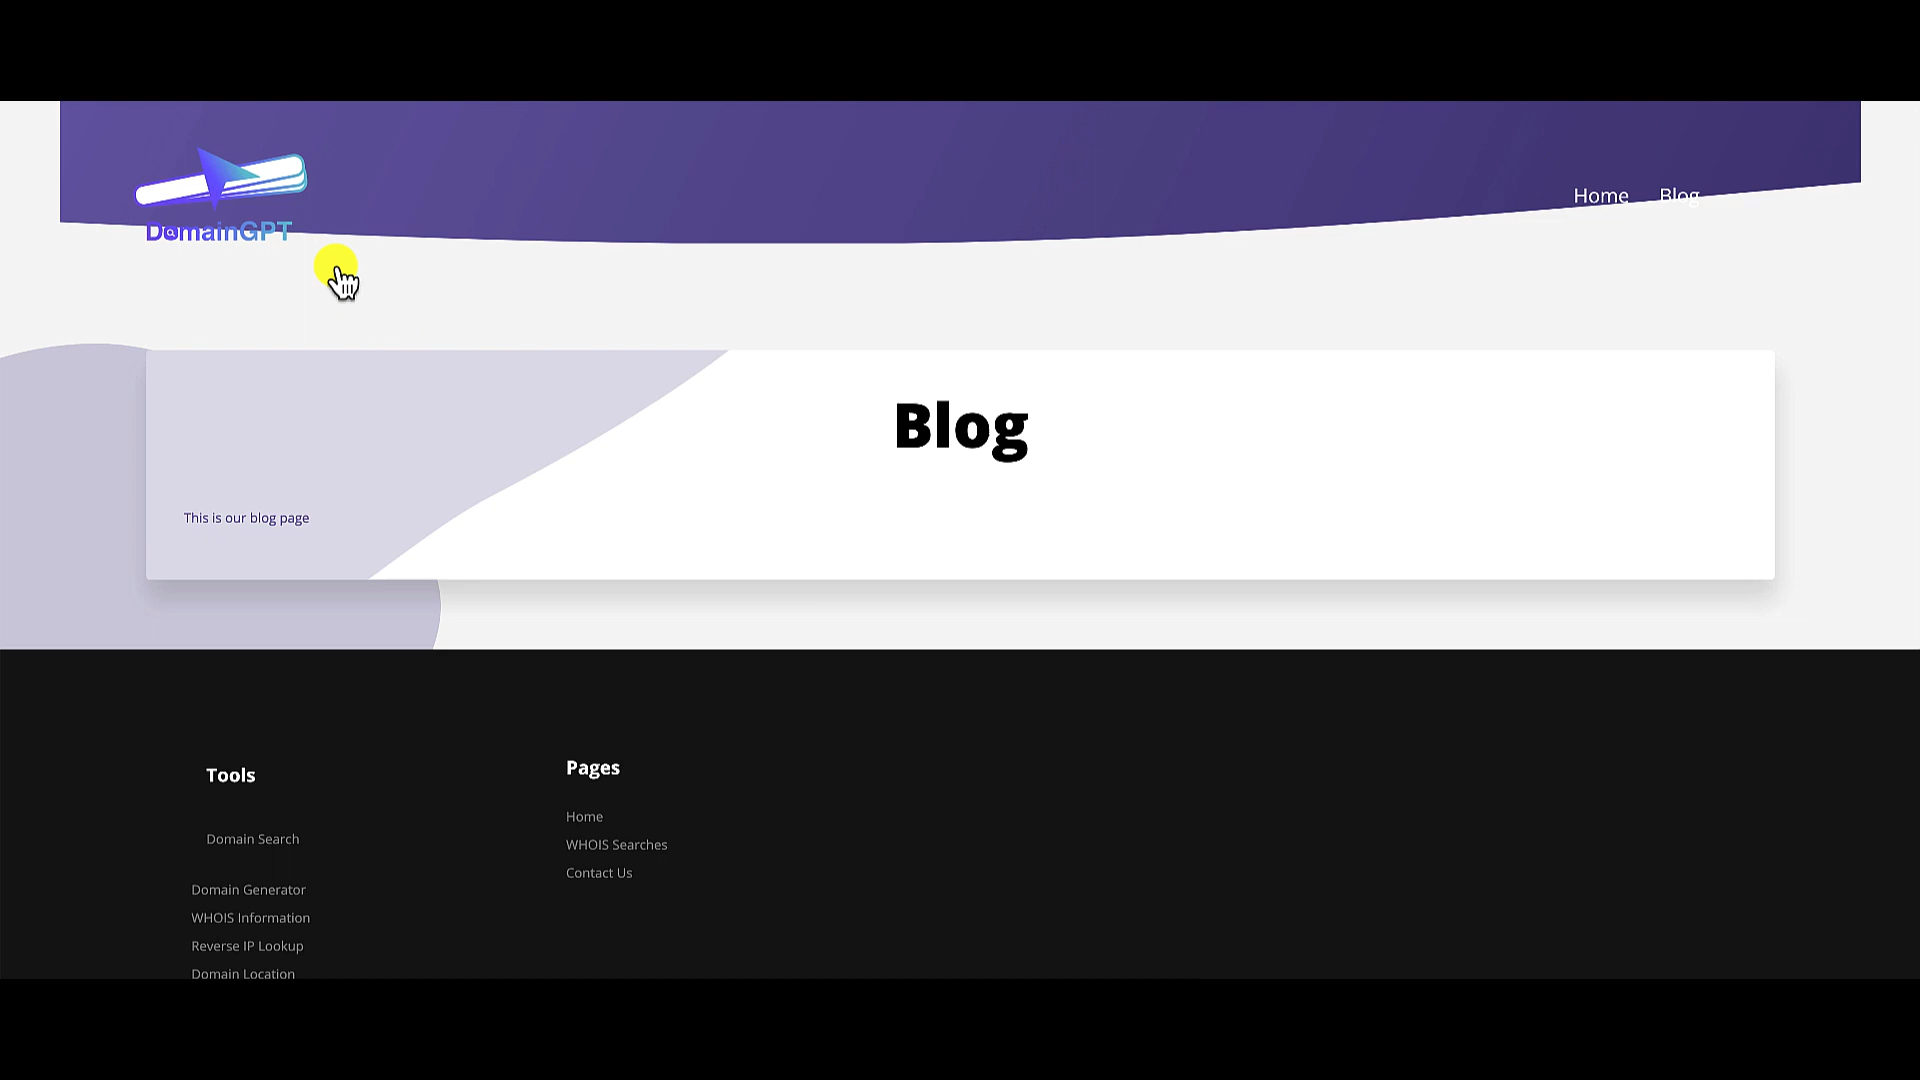 DomainGPT
Home Blog
Blog
This is our blog page
Tools
Domain Search
Domain Generator
WHOIS Information
Reverse IP Lookup
Domain Location
Pages
Home
WHOIS Searches
Contact Us